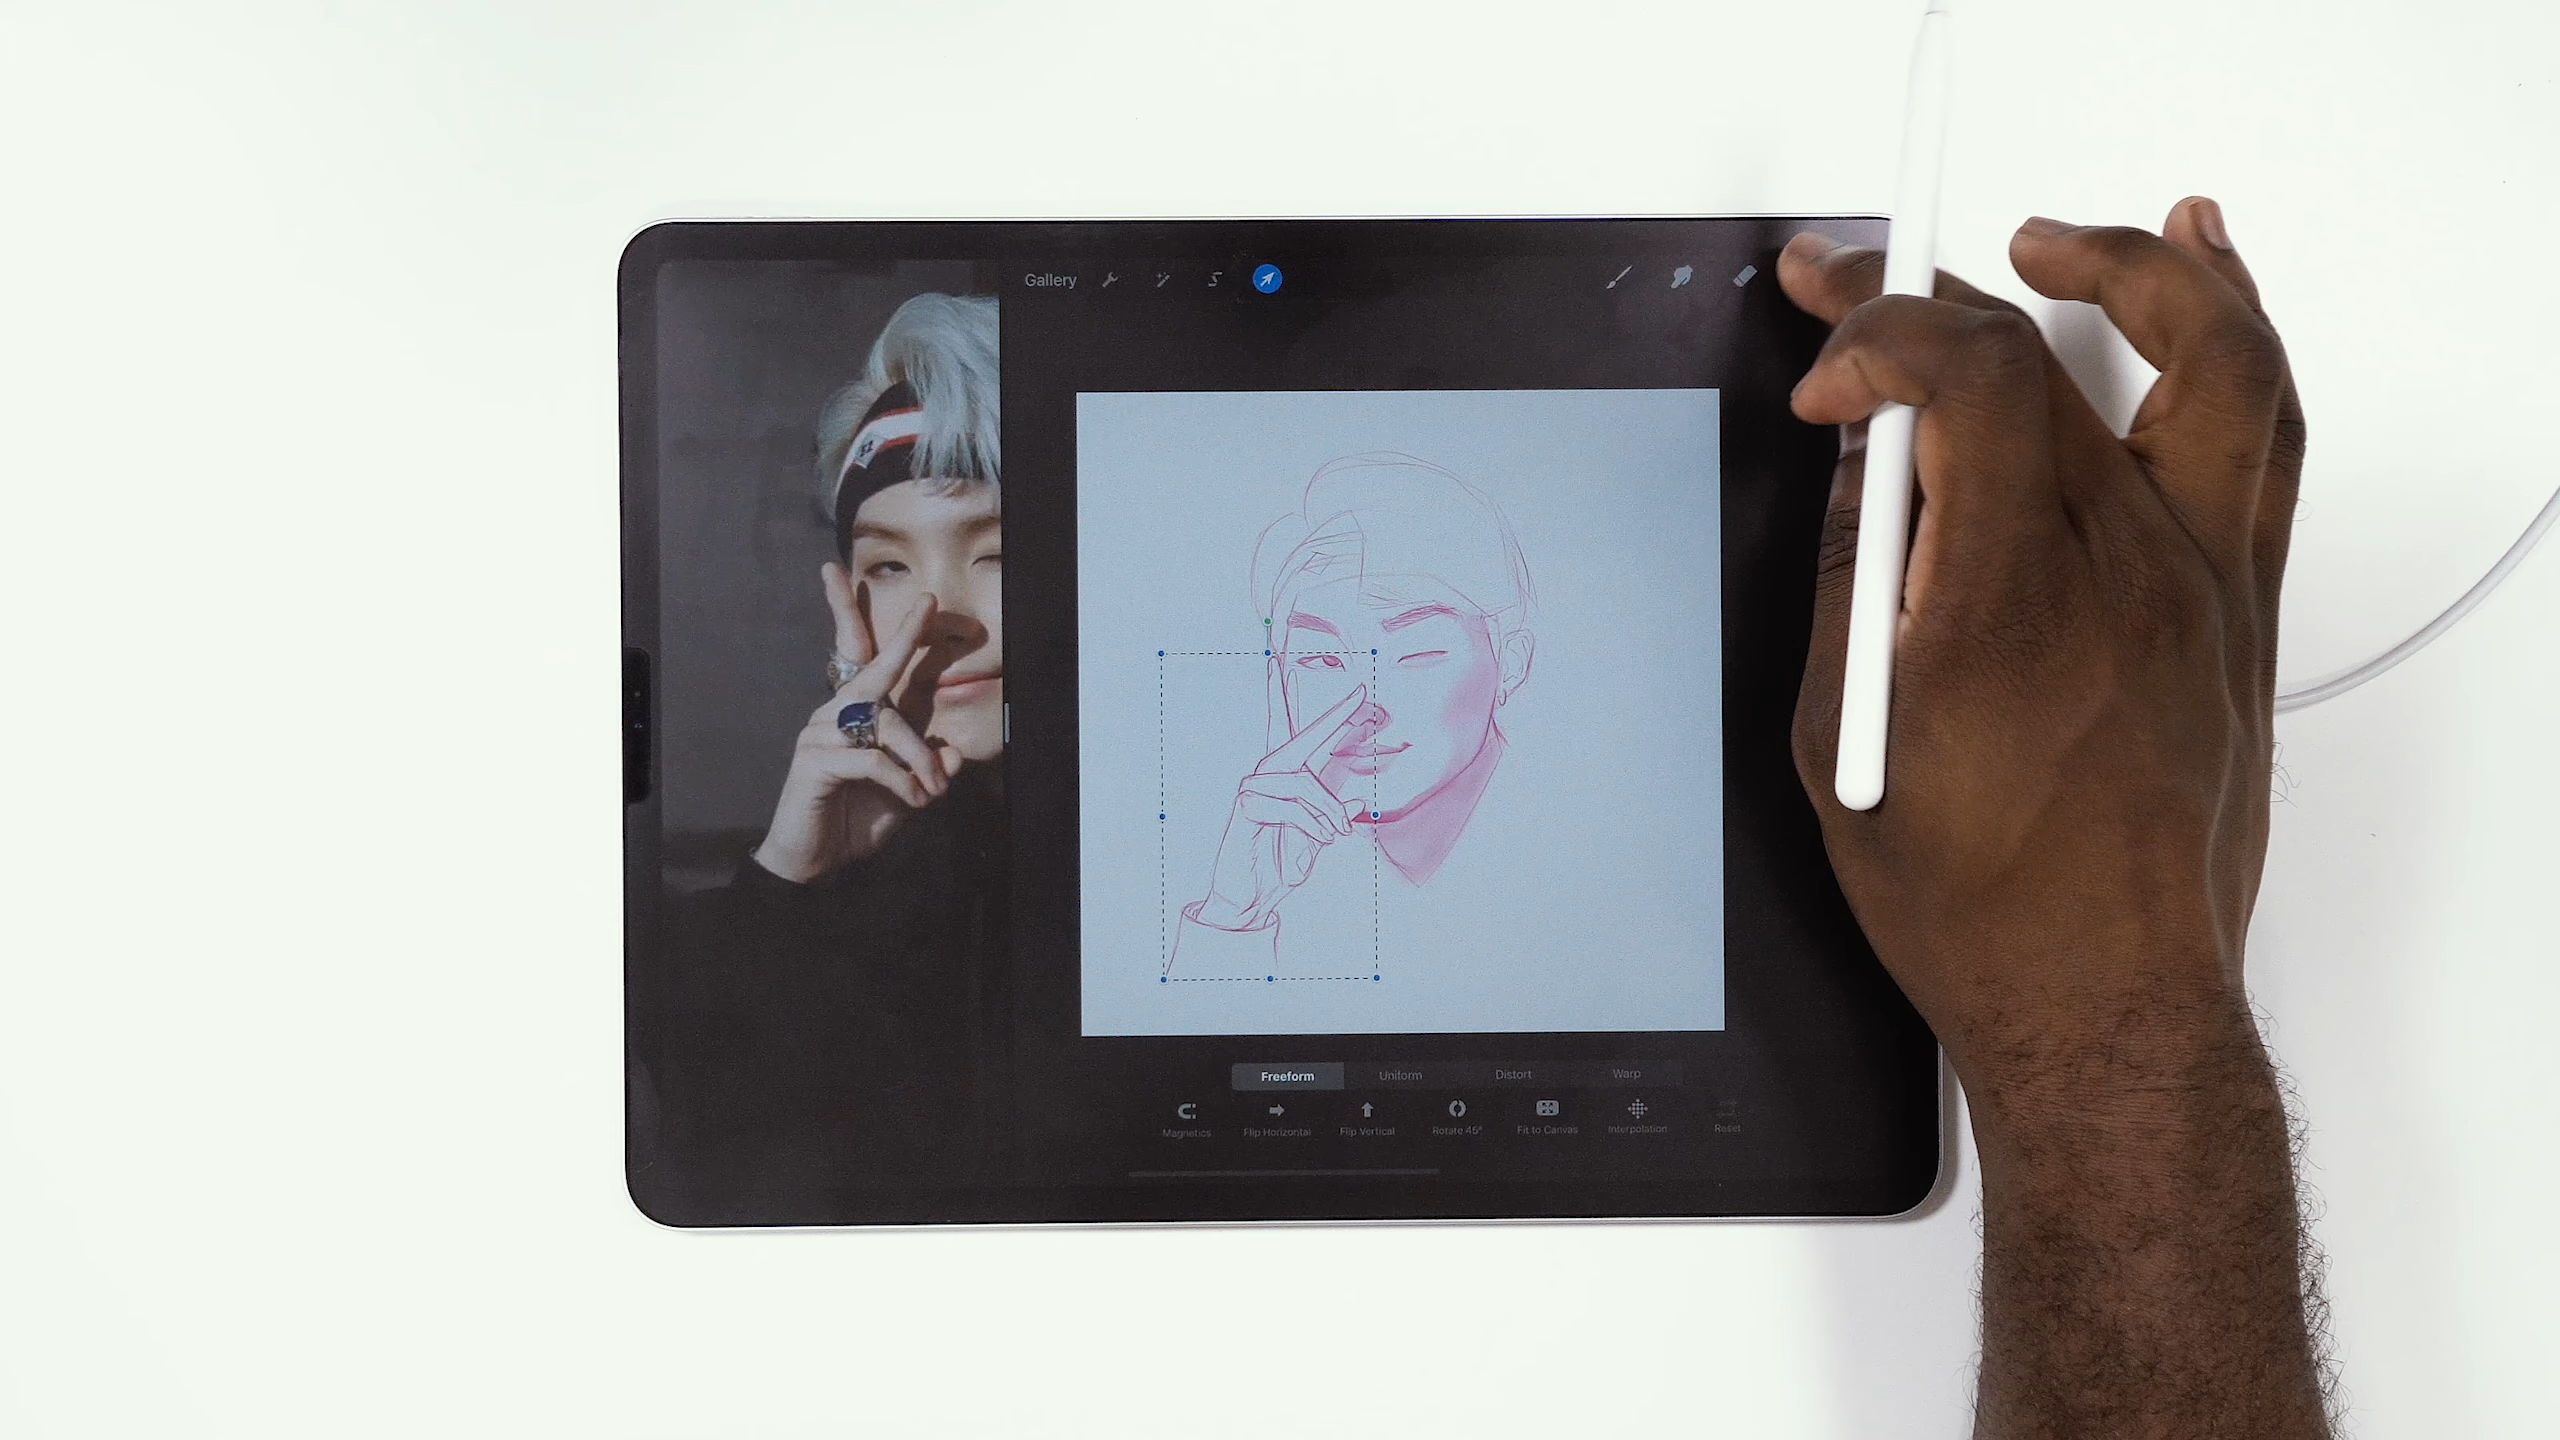 Gallery
Freeform Uniform Distort Warp
Magnetics Flip Horizontal Flip Vertical Rotate 45° Fit to Canvas Interpolation Reset